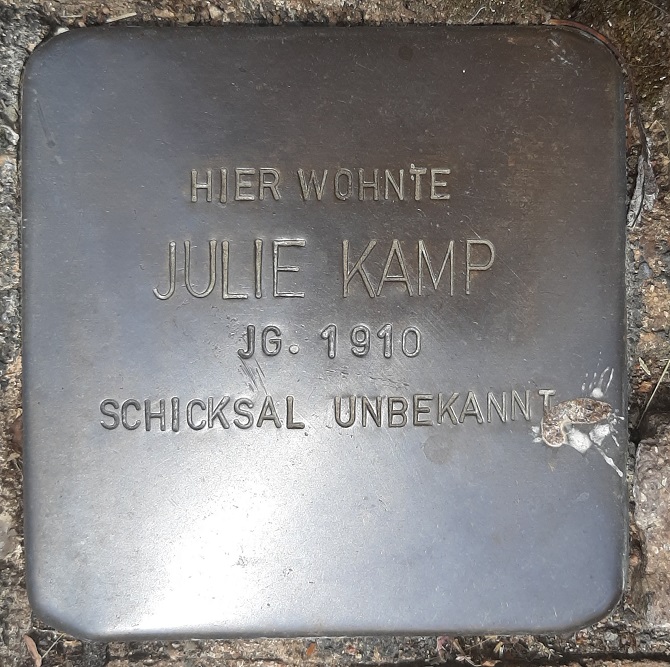 HIER WOHNTE
JULIE KAMP
JG. 1910
SCHICKSAL UNBEKANNT